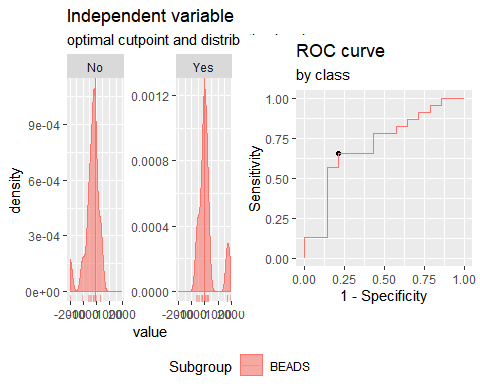 Independent variable
optimal cutpoint and distrib
No
Yes
9e-04
6e-04
3e-04
0e+00
0.0012
0.0008
0.0004
0.0000
density
value
ROC curve
by class
1.00
0.75
0.50
0.25
0.00
Sensitivity
0.00 0.25 0.50 0.75 1.00
1 - Specificity
Subgroup BEADS